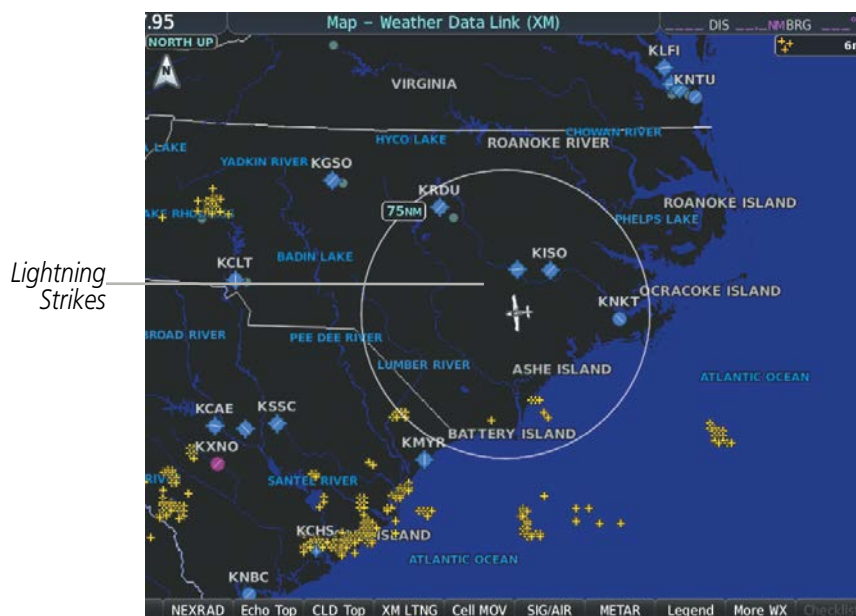 .95
Map – Weather Data Link (XM)
DIS
NM BRG
NORTH UP
N
6
KLFI
KNTU
VIRGINIA
HYCO LAKE
CHOWAN RIVER
ROANOKE RIVER
LAKE
YADKIN RIVER
KGSO
KRDU
ROANOKE ISLAND
75NM
PHELPS LAKE
AKE RHO
KCLT
BADIN LAKE
KISO
Lightning
Strikes
OCRACOKE ISLAND
KNKT
BROAD RIVER
PEE DEE RIVER
LUMBER RIVER
ASHE ISLAND
ATLANTIC OCEAN
KCAE
KSSC
BATTERY ISLAND
KMYR
KXNO
RIV
SANTEE RIVER
KCHS
ISLAND
ATLANTIC OCEAN
KNBC
NEXRAD
Echo Top
CLD Top
XM LTNG
Cell MOV
SIG/AIR
METAR
Legend
More WX
Checklis